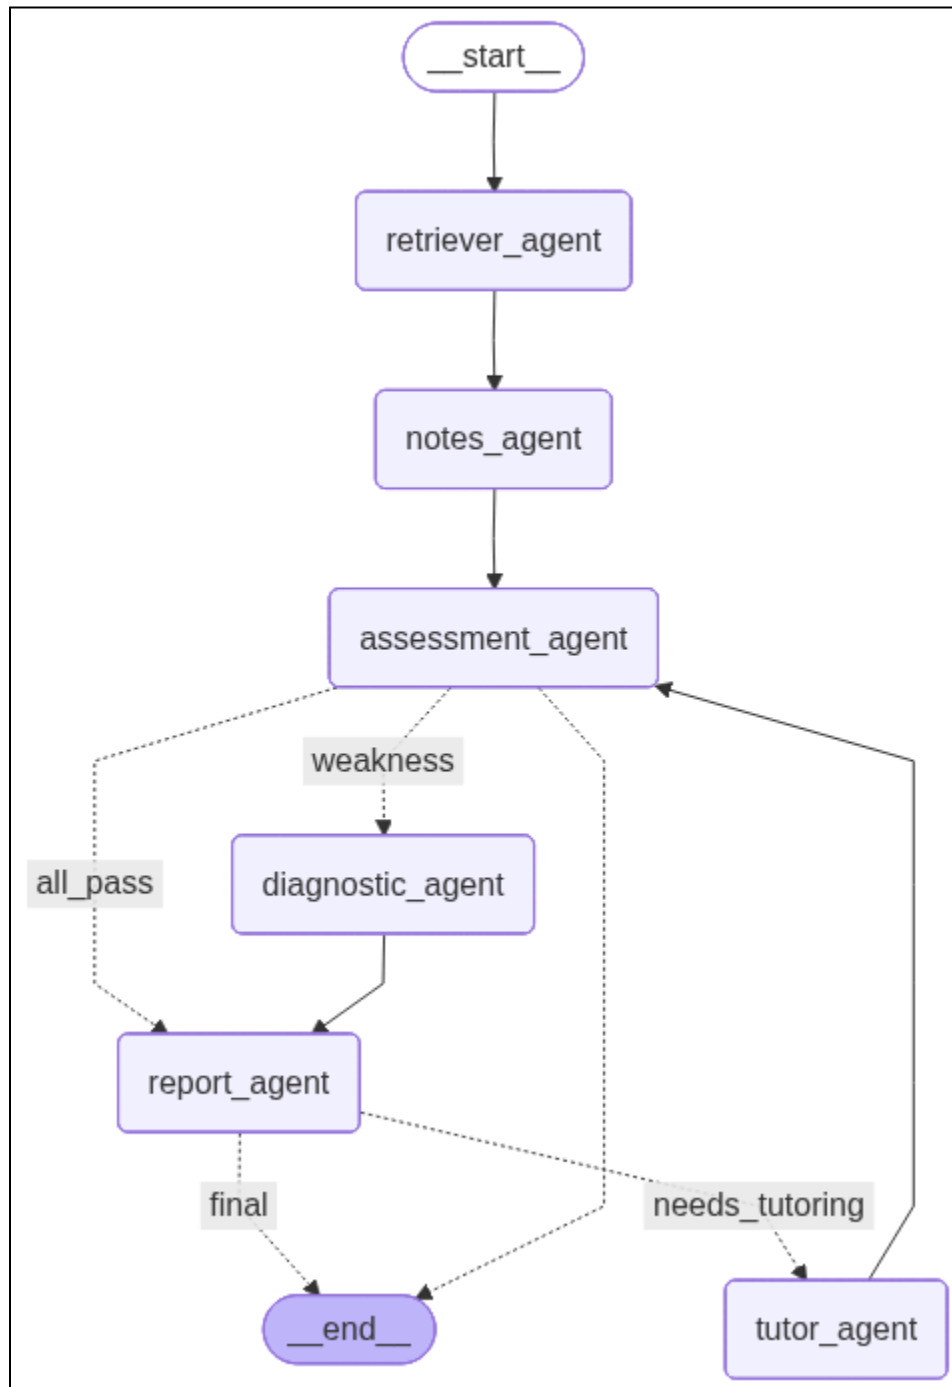 __start__
retriever_agent
notes_agent
assessment_agent
weakness
all_pass
diagnostic_agent
report_agent
final
needs_tutoring
__end__
tutor_agent